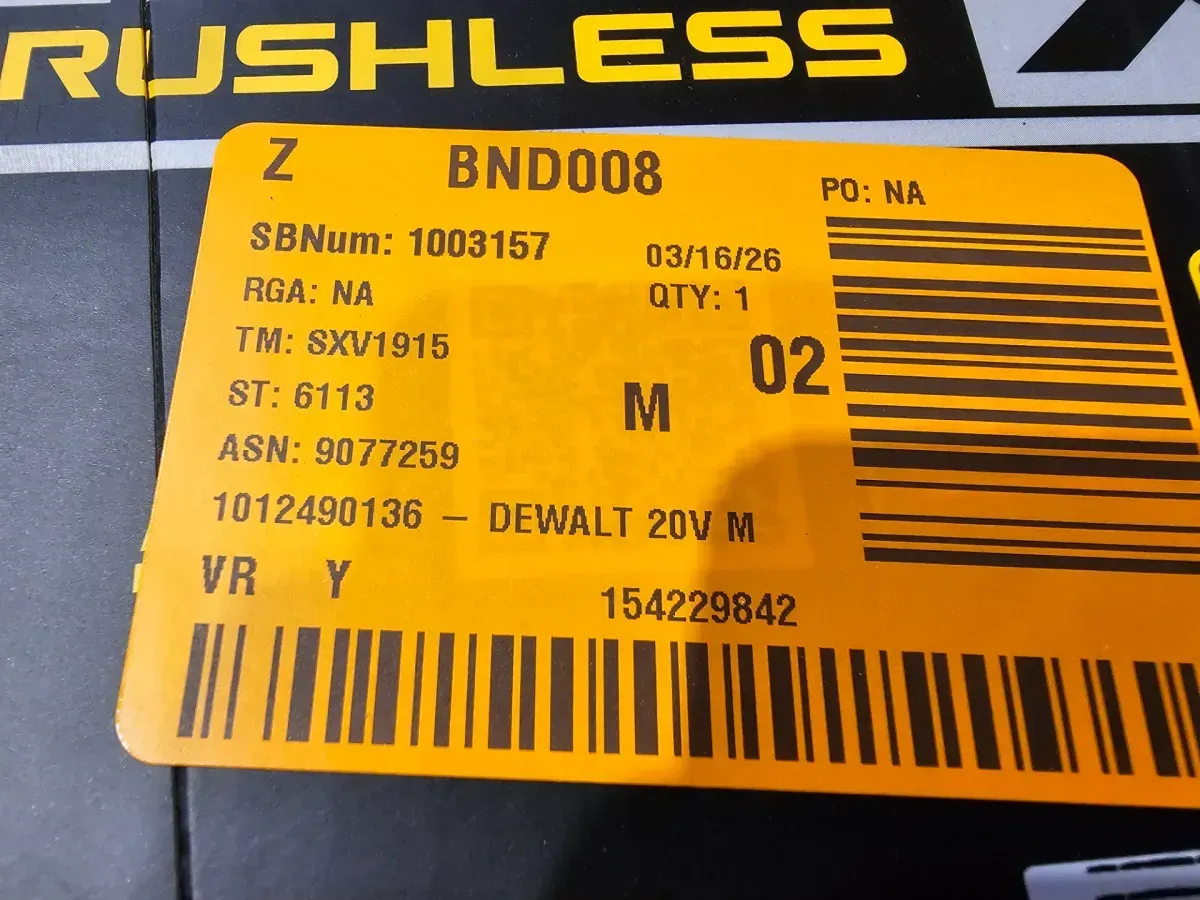 RUSHLESS
Z BND008 PO: NA
SBNum: 1003157 03/16/26
RGA: NA QTY: 1
TM: SXV1915 02
ST: 6113 M
ASN: 9077259
1012490136 – DEWALT 20V M
VR Y 154229842